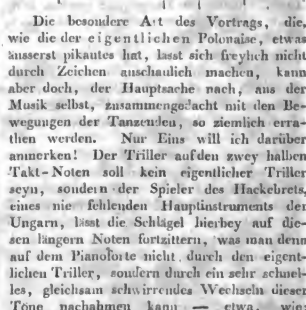 Die besondere Art des Vortrags, die,
wie die der eigentlichen Polonaise, etwas
äusserst pikantes hat, lässt sich freylich nicht
durch Zeichen anschaulich machen, kann
aber doch, der Hauptsache nach, aus der
Musik selbst, zusammengedacht mit den Be-
wegungen der Tanzenden, so ziemlich erra-
then werden. Nur Eins will ich darüber
anmerken! Der Triller auf den zwey halben
Takt-Noten soll kein eigentlicher Triller
seyn, sondern der Spieler des Hackebrets,
eines nie fehlenden Hauptinstruments der
Ungarn, lässt die Schlägel hierbey auf die-
sen längern Noten fortzittern, was man denn
auf dem Pianoforte nicht durch den eigent-
lichen Triller, sondern durch ein sehr schnel-
les, gleichsam schwirrendes Wechseln dieser
Töne nachahmen kann — etwa, wie: